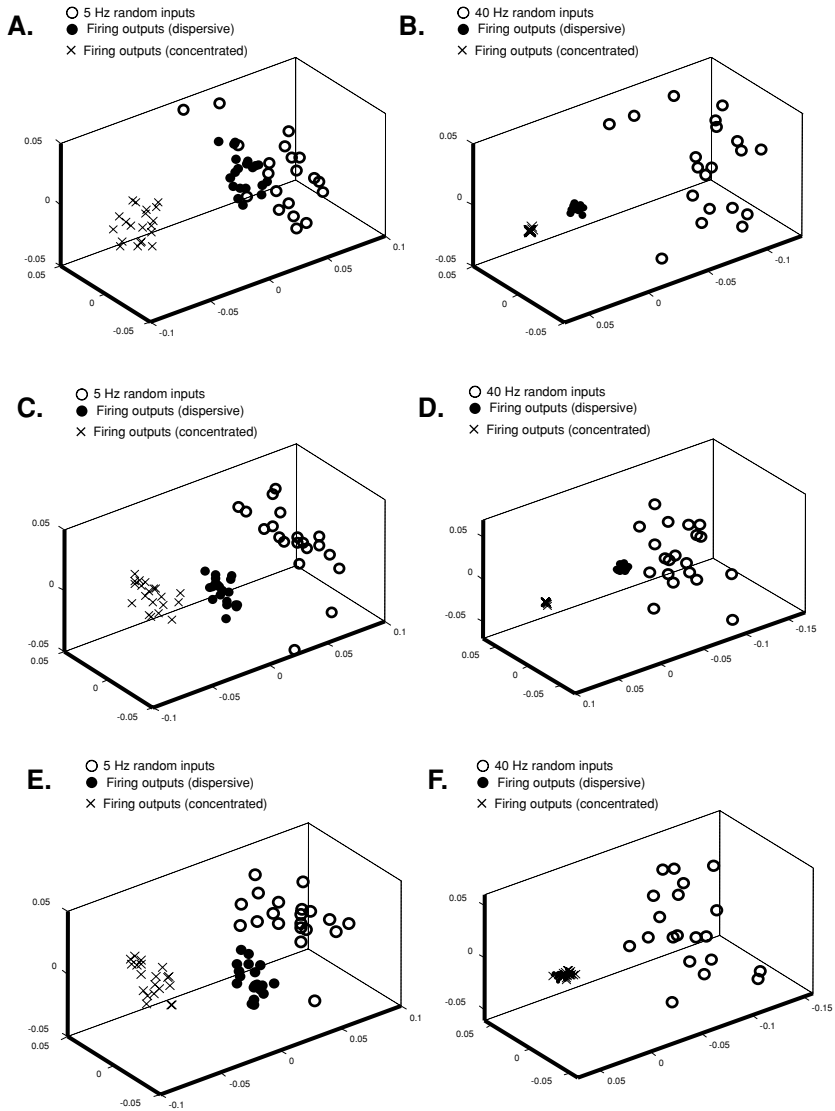 A.
5 Hz random inputs
Firing outputs (dispersive)
Firing outputs (concentrated)
0.05
0
-0.05
0.05
0
-0.05
-0.1
-0.05
0
0.05
0.1
B.
40 Hz random inputs
Firing outputs (dispersive)
Firing outputs (concentrated)
0.05
0
-0.05
0.05
0
-0.05
0.05
0
-0.05
-0.1
C.
5 Hz random inputs
Firing outputs (dispersive)
Firing outputs (concentrated)
0.05
0
-0.05
0.05
0
-0.05
-0.1
-0.05
0
0.05
0.1
D.
40 Hz random inputs
Firing outputs (dispersive)
Firing outputs (concentrated)
0.05
0
-0.05
0.05
0
-0.05
0.1
0.05
0
-0.05
-0.1
-0.15
E.
5 Hz random inputs
Firing outputs (dispersive)
Firing outputs (concentrated)
0.05
0
-0.05
0.05
0
-0.05
-0.1
-0.05
0
0.05
0.1
F.
40 Hz random inputs
Firing outputs (dispersive)
Firing outputs (concentrated)
0.05
0
-0.05
0.05
0
-0.05
0.05
0
-0.05
-0.1
-0.15